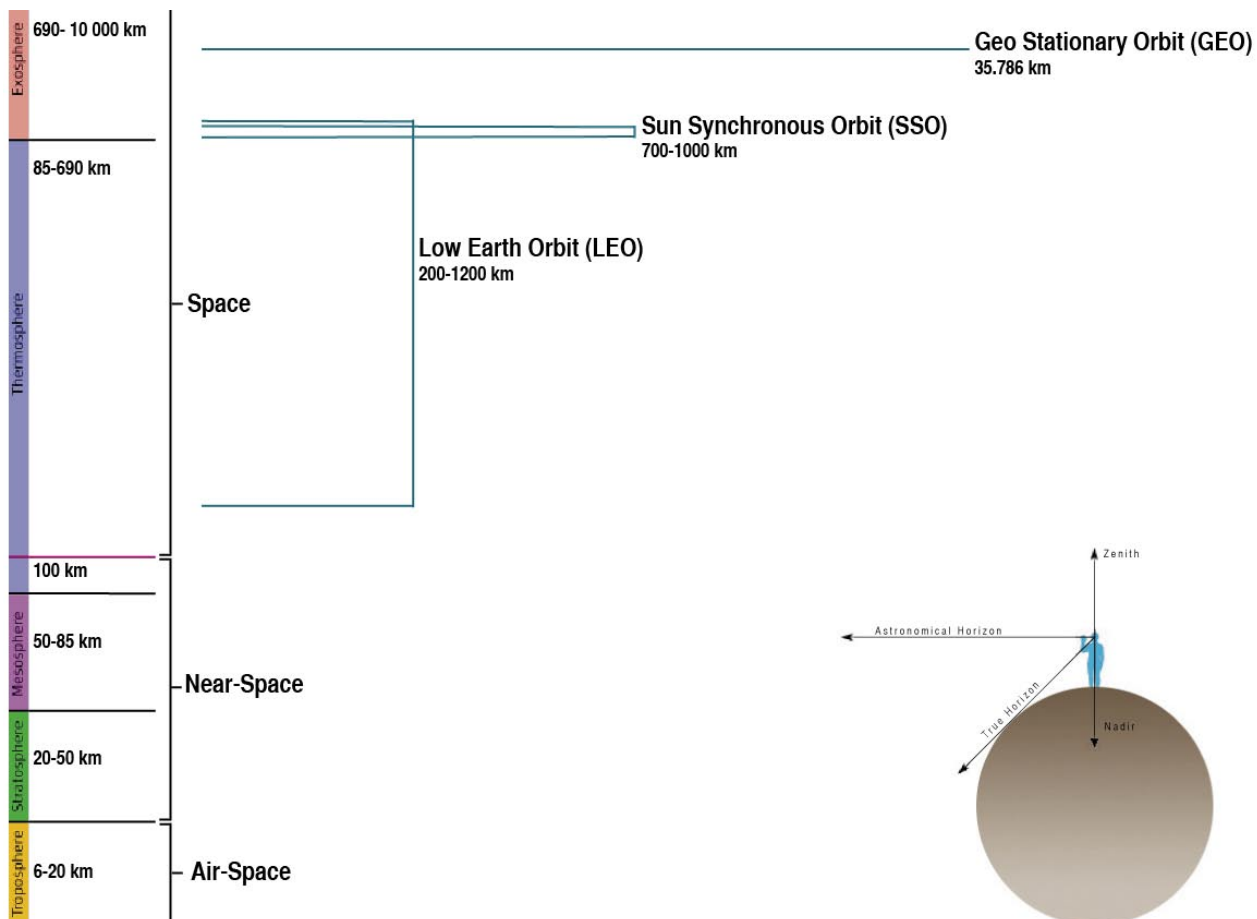 Exosphere
690- 10 000 km
Geo Stationary Orbit (GEO)
35.786 km
Sun Synchronous Orbit (SSO)
700-1000 km
Thermosphere
85-690 km
Low Earth Orbit (LEO)
200-1200 km
Space
100 km
Mesosphere
50-85 km
Near-Space
Stratosphere
20-50 km
Troposphere
6-20 km
Air-Space
Zenith
Astronomical Horizon
True Horizon
Nadir